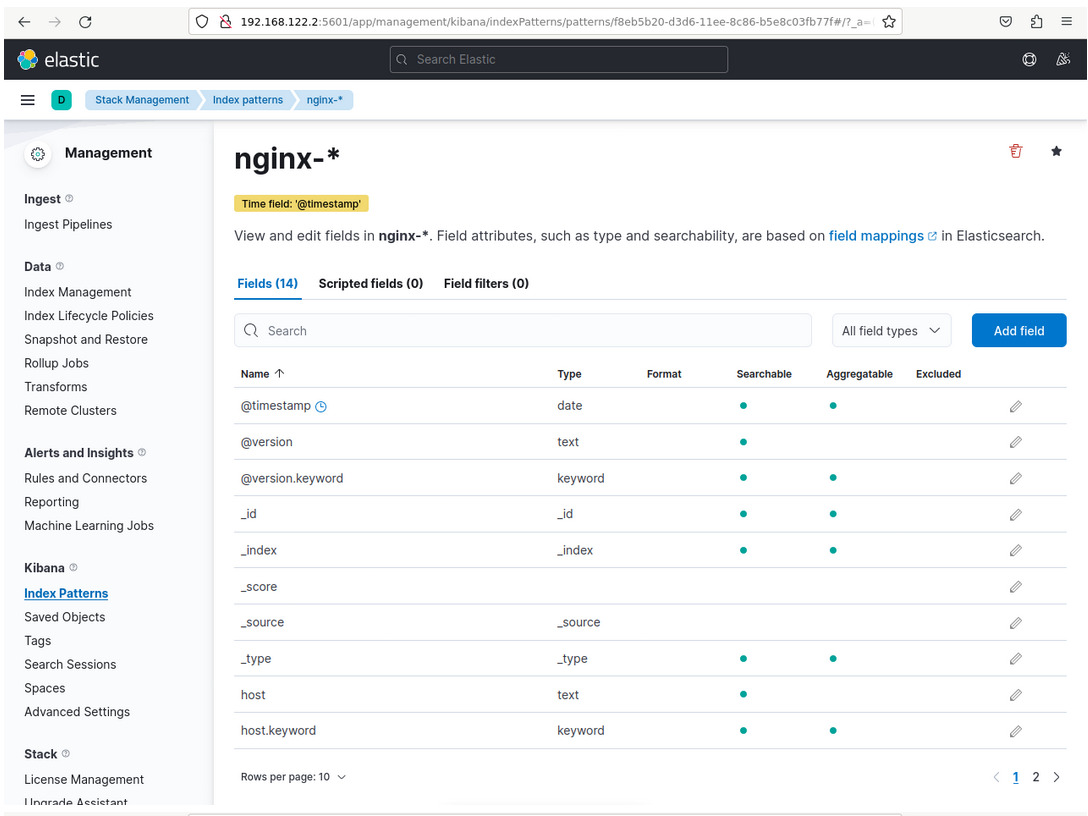 192.168.122.2:5601/app/management/kibana/indexPatterns/patterns/f8eb5b20-d3d6-11ee-8c86-b5e8c03fb77f#/?_a=
elastic
Search Elastic
D
Stack Management
Index patterns
nginx-*
Management
Ingest
Ingest Pipelines
Data
Index Management
Index Lifecycle Policies
Snapshot and Restore
Rollup Jobs
Transforms
Remote Clusters
Alerts and Insights
Rules and Connectors
Reporting
Machine Learning Jobs
Kibana
Index Patterns
Saved Objects
Tags
Search Sessions
Spaces
Advanced Settings
Stack
License Management
Upgrade Assistant
nginx-*
Time field: '@timestamp'
View and edit fields in nginx-*. Field attributes, such as type and searchability, are based on field mappings in Elasticsearch.
Fields (14) Scripted fields (0) Field filters (0)
Search
All field types
Add field
Name Type Format Searchable Aggregatable Excluded
@timestamp date
@version text
@version.keyword keyword
_id _id
_index _index
_score
_source _source
_type _type
host text
host.keyword keyword
Rows per page: 10
1 2